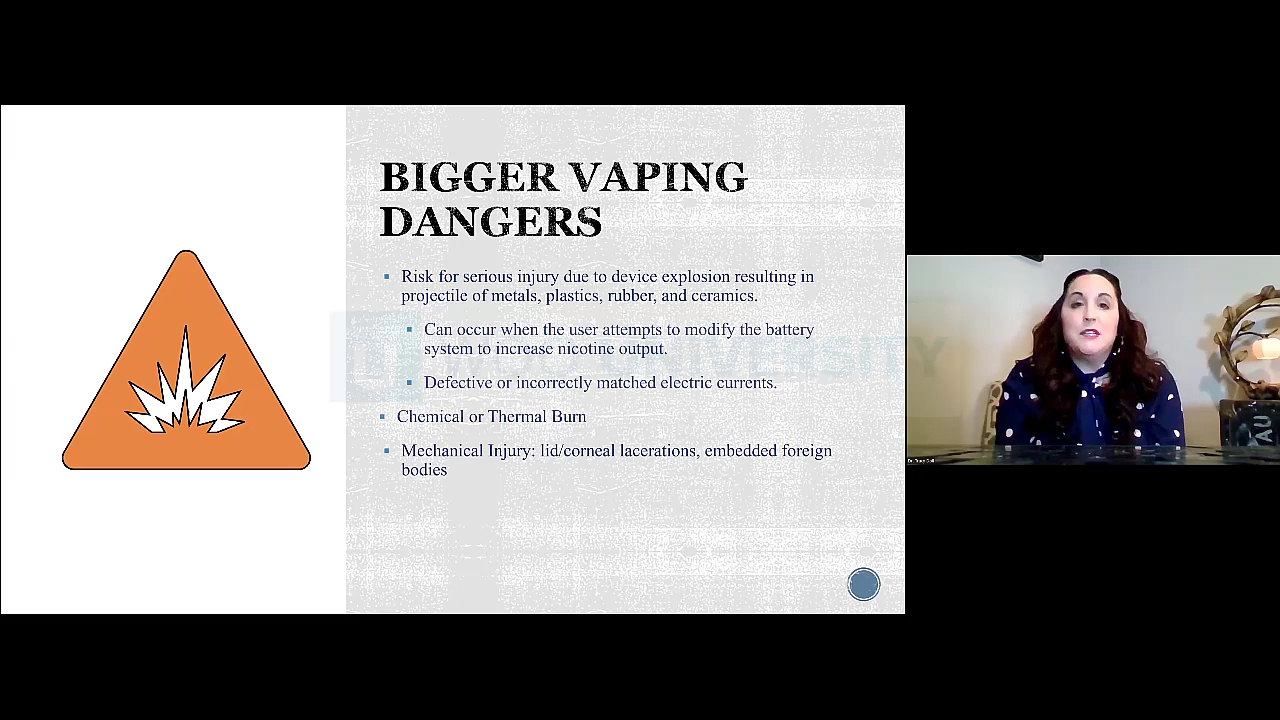 BIGGER VAPING
DANGERS
▪ Risk for serious injury due to device explosion resulting in
projectile of metals, plastics, rubber, and ceramics.
▪ Can occur when the user attempts to modify the battery
system to increase nicotine output.
▪ Defective or incorrectly matched electric currents.
▪ Chemical or Thermal Burn
▪ Mechanical Injury: lid/corneal lacerations, embedded foreign
bodies
AU